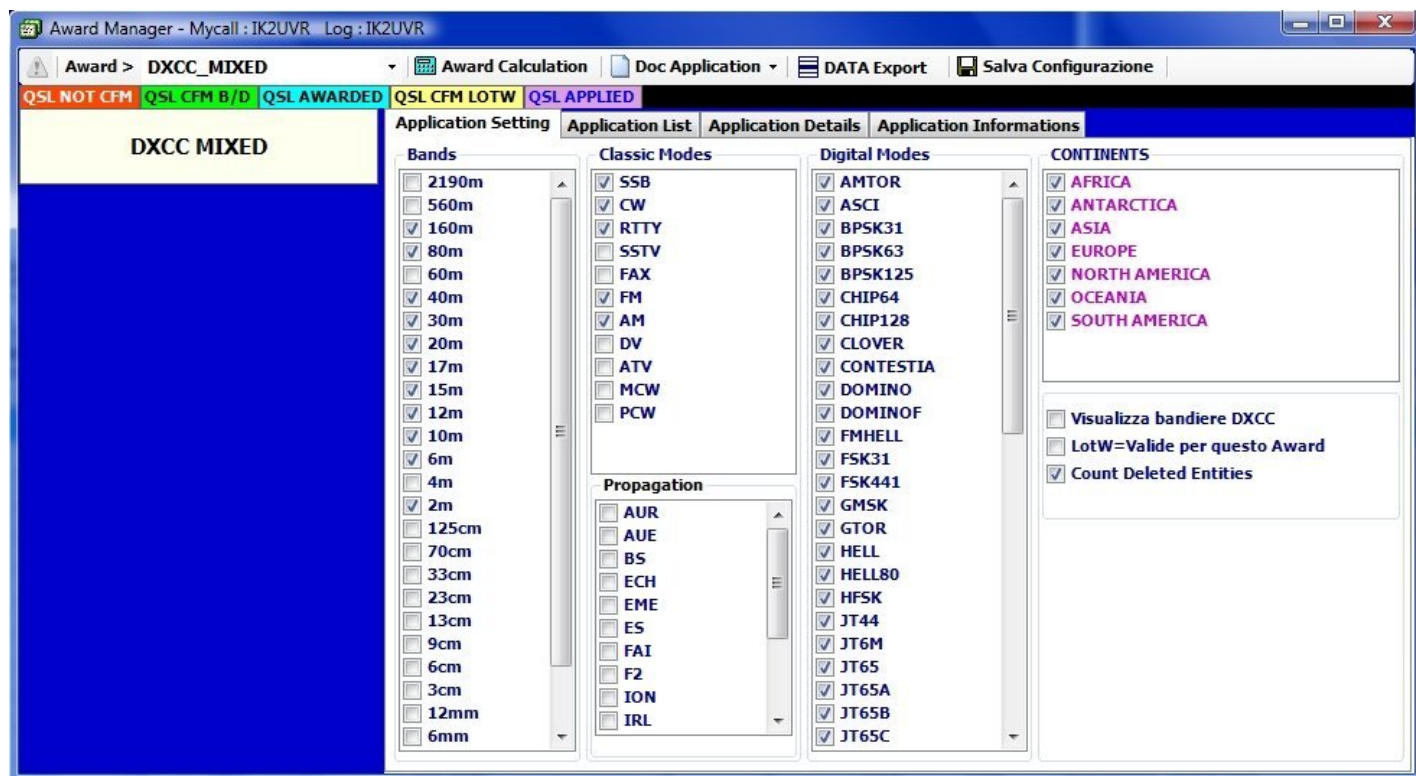 Award Manager - Mycall : IK2UVR   Log : IK2UVR
Award > DXCC_MIXED Award Calculation Doc Application DATA Export Salva Configurazione
QSL NOT CFM QSL CFM B/D QSL AWARDED QSL CFM LOTW QSL APPLIED
DXCC MIXED
Application Setting Application List Application Details Application Informations
Bands
2190m
560m
160m
80m
60m
40m
30m
20m
17m
15m
12m
10m
6m
4m
2m
125cm
70cm
33cm
23cm
13cm
9cm
6cm
3cm
12mm
6mm
Classic Modes
SSB
CW
RTTY
SSTV
FAX
FM
AM
DV
ATV
MCW
PCW
Propagation
AUR
AUE
BS
ECH
EME
ES
FAI
F2
ION
IRL
Digital Modes
AMTOR
ASCI
BPSK31
BPSK63
BPSK125
CHIP64
CHIP128
CLOVER
CONTESTIA
DOMINO
DOMINOF
FMHELL
FSK31
FSK441
GMSK
GTOR
HELL
HELL80
HFSK
JT44
JT6M
JT65
JT65A
JT65B
JT65C
CONTINENTS
AFRICA
ANTARCTICA
ASIA
EUROPE
NORTH AMERICA
OCEANIA
SOUTH AMERICA
Visualizza bandiere DXCC
LotW=Valide per questo Award
Count Deleted Entities